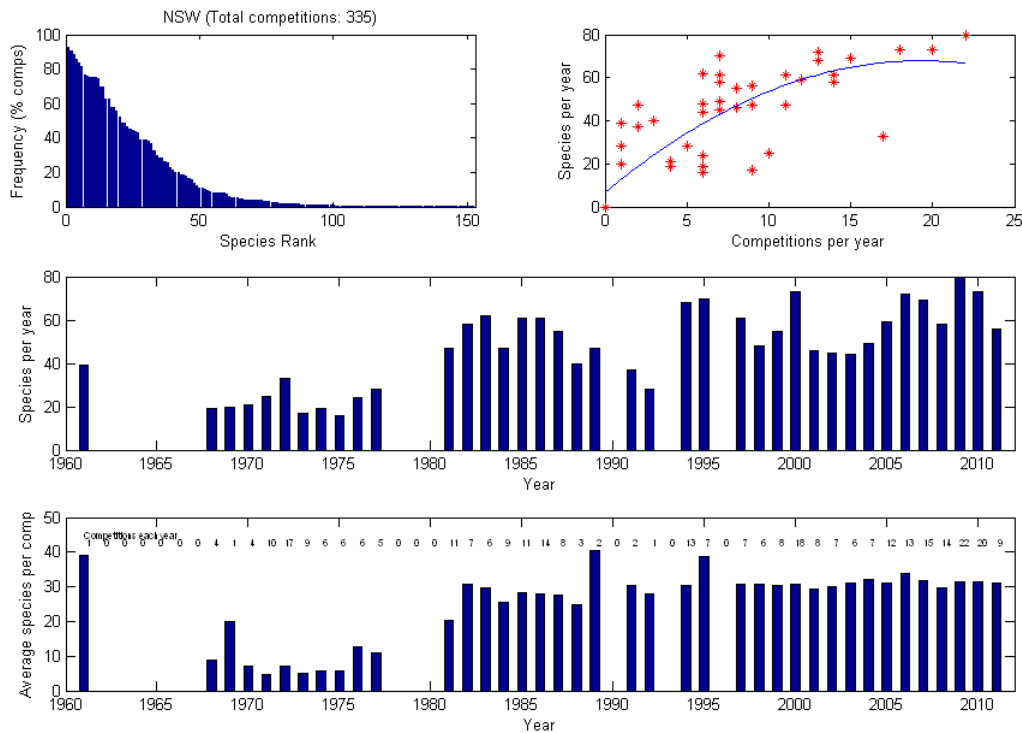 NSW (Total competitions: 335)
Frequency (% comps)
100
80
60
40
20
0
0 50 100 150
Species Rank
Species per year
80
60
40
20
0
0 5 10 15 20 25
Competitions per year
Species per year
80
60
40
20
0
1960 1965 1970 1975 1980 1985 1990 1995 2000 2005 2010
Year
Average species per comp
50
40
30
20
10
0
Competitions each year
1 0 0 0 0 0 0 4 1 4 10 17 9 6 6 6 5 0 0 0 11 7 6 9 11 14 8 3 2 0 2 1 0 13 7 0 7 6 8 18 8 7 6 7 12 13 15 14 22 20 9
1960 1965 1970 1975 1980 1985 1990 1995 2000 2005 2010
Year